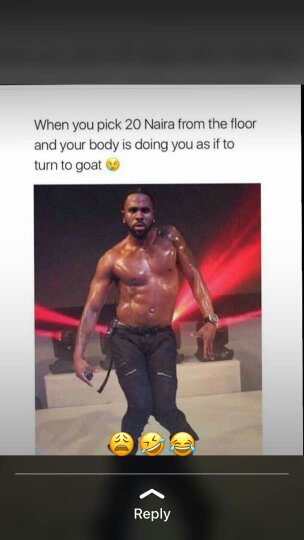 When you pick 20 Naira from the floor
and your body is doing you as if to
turn to goat 😢
😩🤣😂
Reply